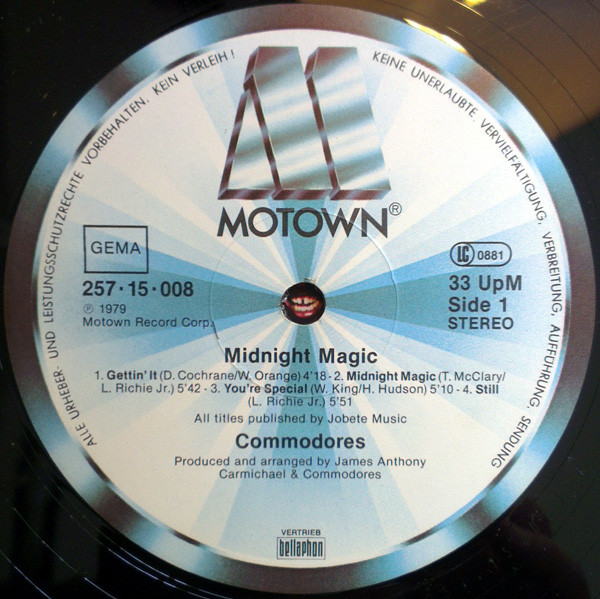 ALLE URHEBER UND LEISTUNGSSCHUTZRECHTE VORBEHALTEN. KEIN VERLEIH! KEINE UNERLAUBTE VERVIELFÄLTIGUNG, VERBREITUNG, AUFFÜHRUNG, SENDUNG
M
MOTOWN®
GEMA
LC 0881
257·15·008
33 UpM
℗ 1979
Side 1
Motown Record Corp.
STEREO
Midnight Magic
1. Gettin' It (D. Cochrane/W. Orange) 4'18 - 2. Midnight Magic (T. McClary/
L. Richie Jr.) 5'42 - 3. You're Special (W. King/H. Hudson) 5'10 - 4. Still
(L. Richie Jr.) 5'51
All titles published by Jobete Music
Commodores
Produced and arranged by James Anthony
Carmichael & Commodores
VERTRIEB
bellaphon